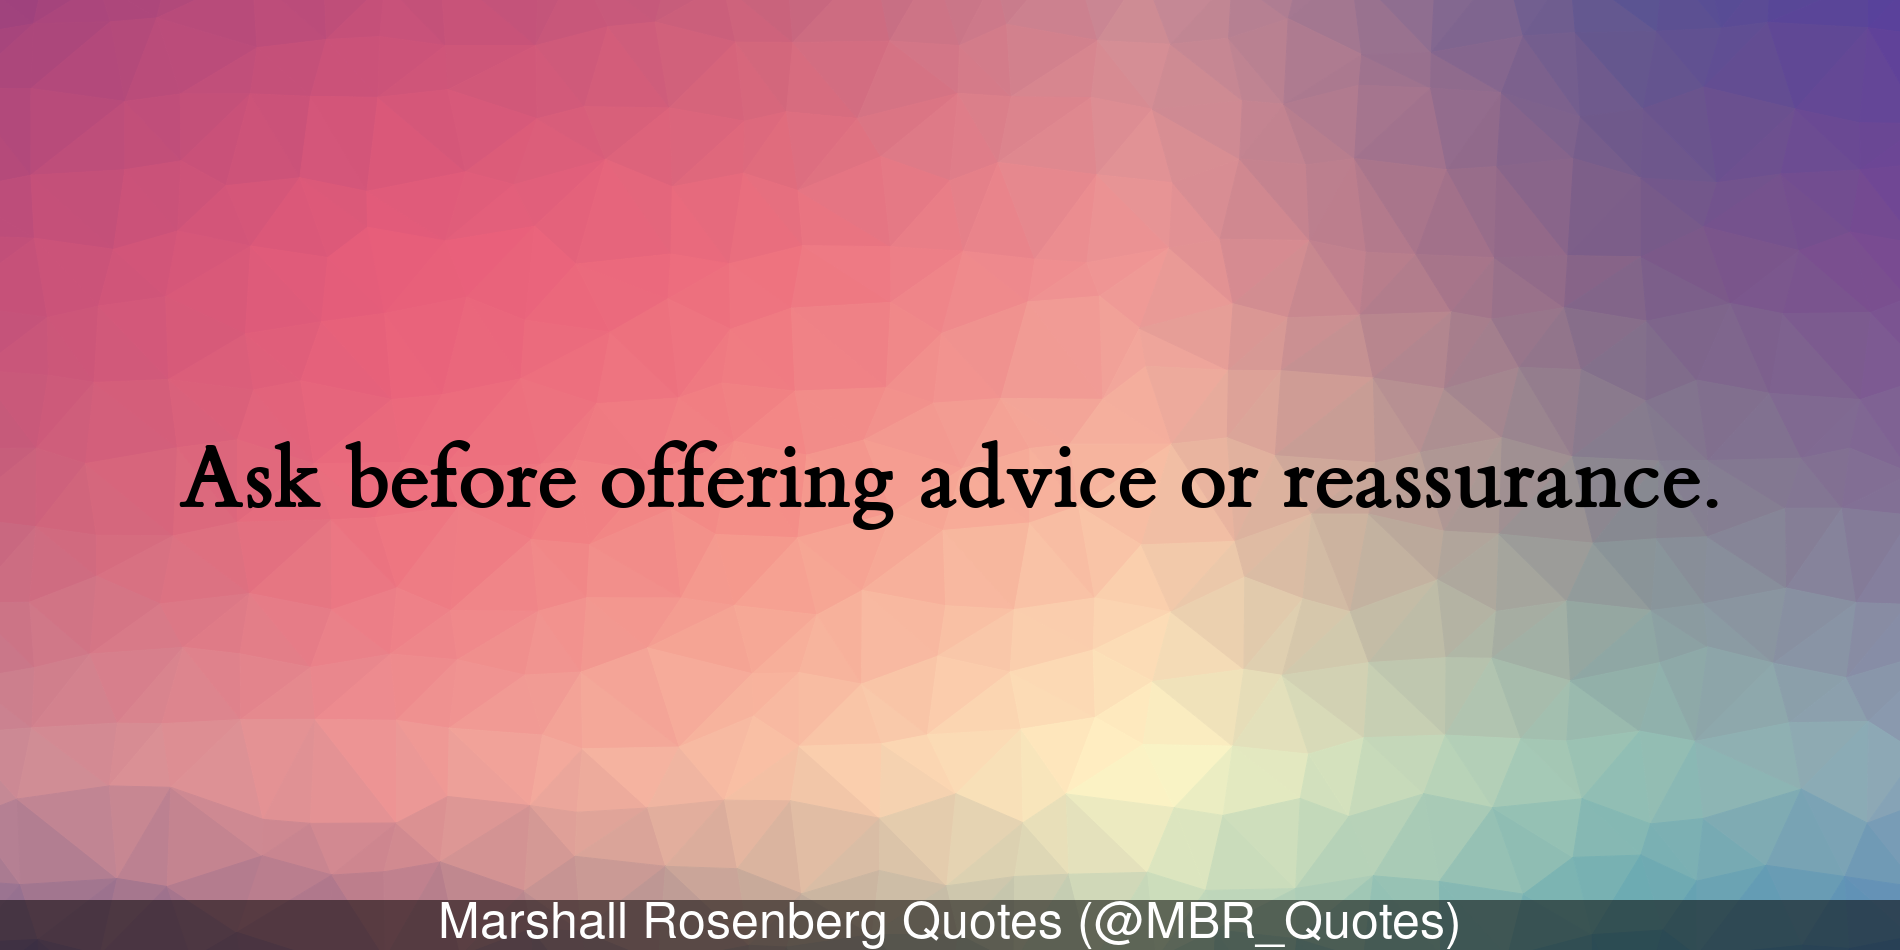 Ask before offering advice or reassurance.
Marshall Rosenberg Quotes (@MBR_Quotes)